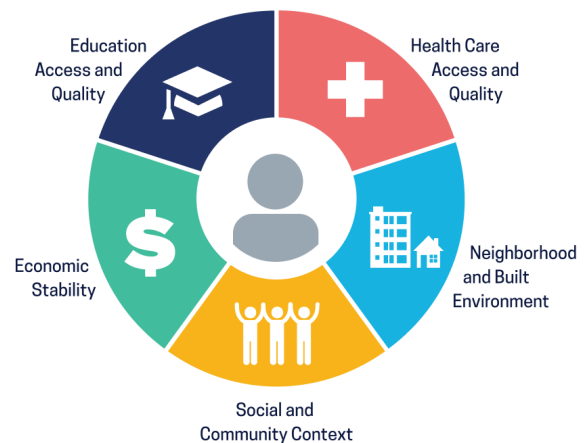 Education
Access and
Quality
Health Care
Access and
Quality
Economic
Stability
Neighborhood
and Built
Environment
Social and
Community Context